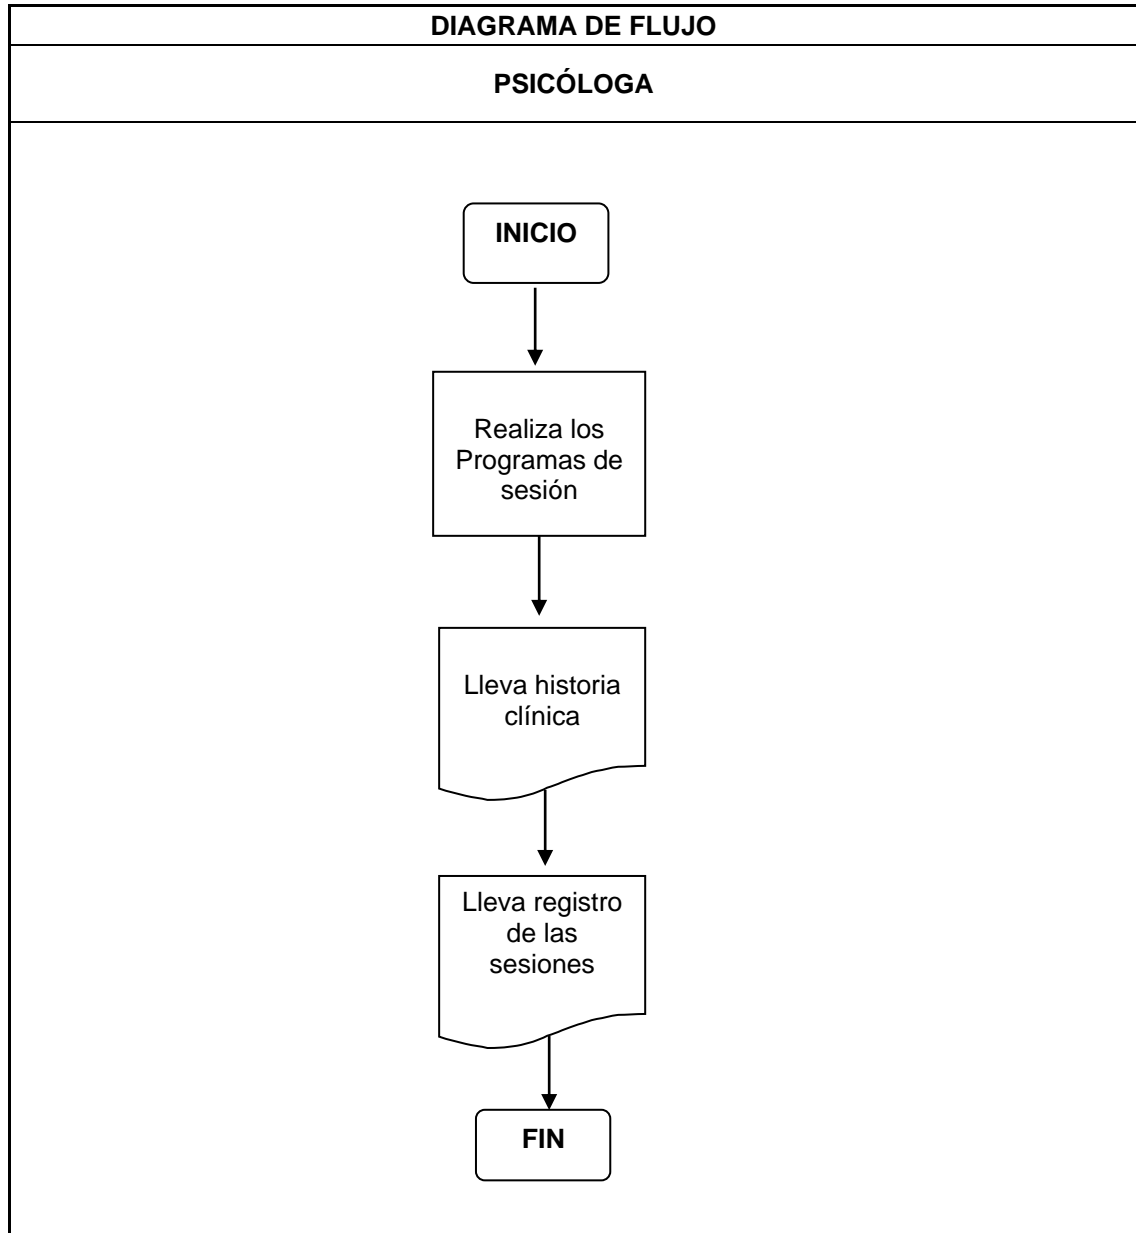 DIAGRAMA DE FLUJO
PSICÓLOGA
INICIO
Realiza los
Programas de
sesión
Lleva historia
clínica
Lleva registro
de las
sesiones
FIN